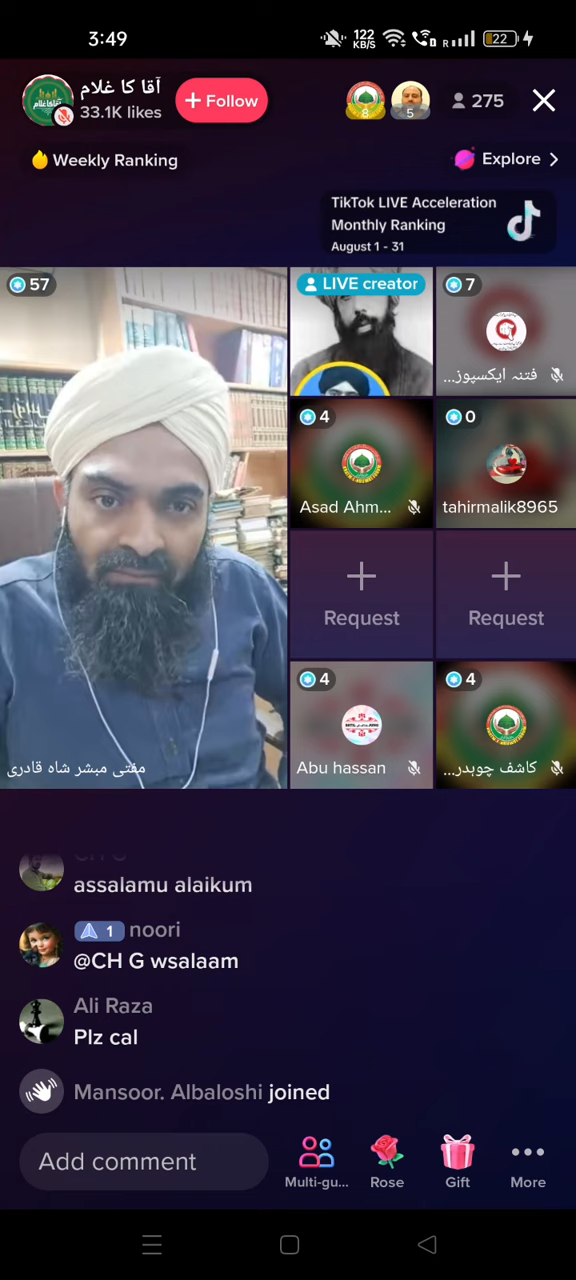 3:49
122
KB/S
R
22
آقا کا غلام
33.1K likes
+ Follow
8
5
275
Weekly Ranking
Explore
TikTok LIVE Acceleration
Monthly Ranking
August 1 - 31
57
مفتی مبشر شاہ قادری
LIVE creator
7
فتنہ ایکسپوز...
4
Asad Ahm...
0
tahirmalik8965
Request
Request
4
Abu hassan
4
کاشف چوہدر...
CH G
assalamu alaikum
1 noori
@CH G wsalaam
Ali Raza
Plz cal
Mansoor. Albaloshi joined
Add comment
Multi-gu...
Rose
Gift
More